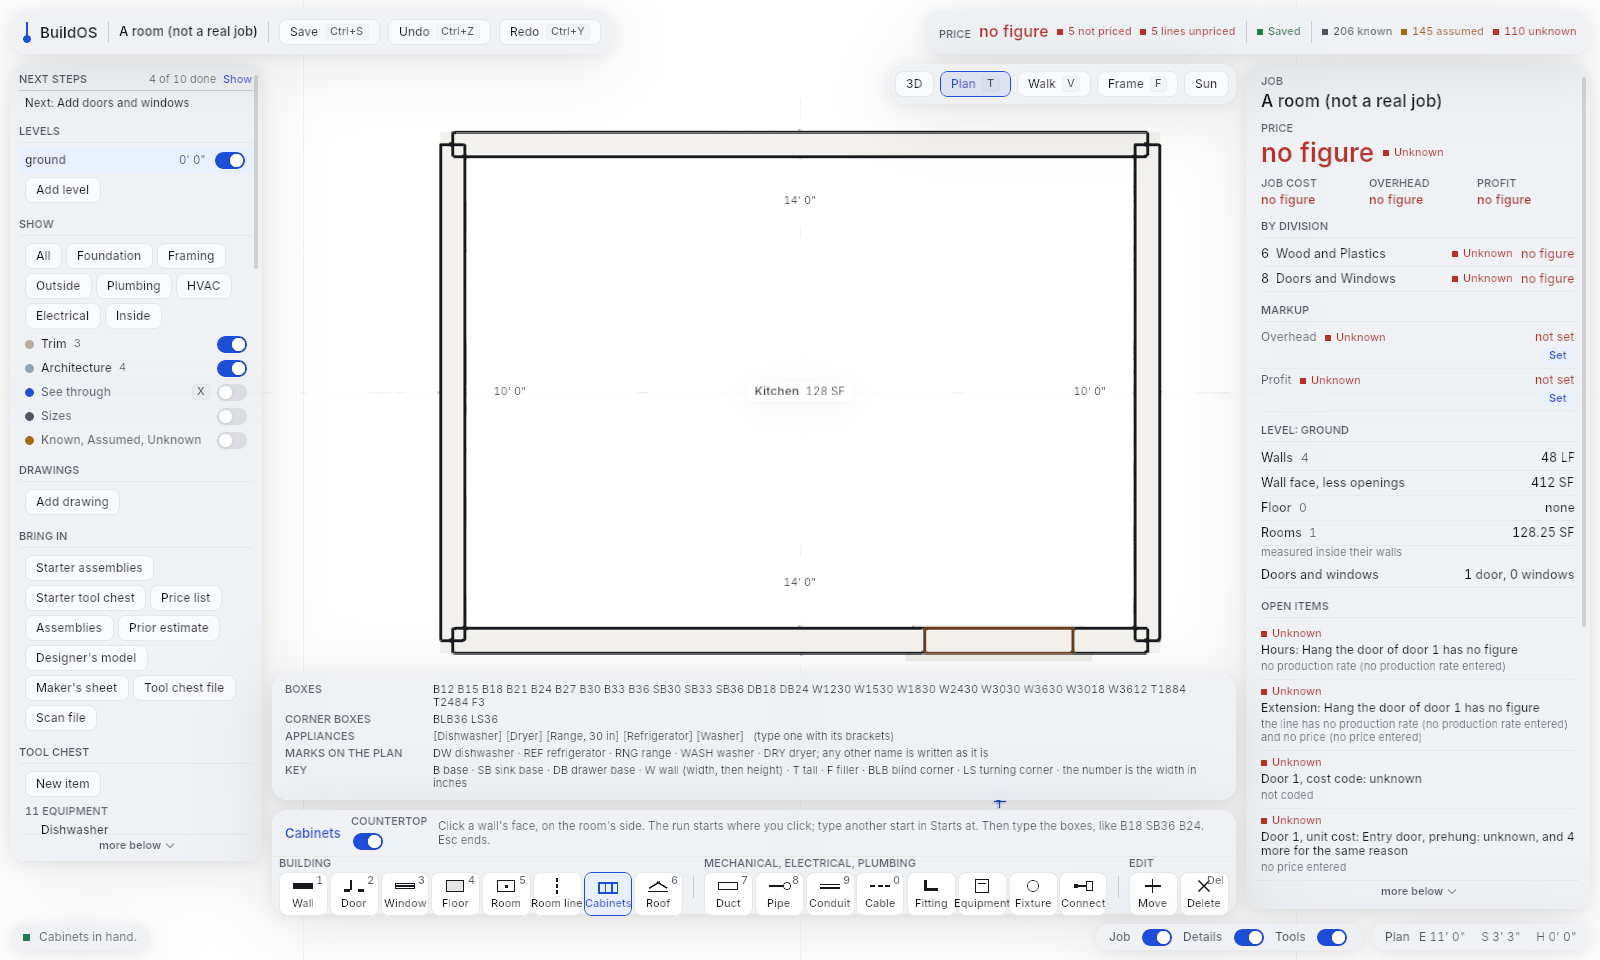 BuildOS
A room (not a real job)
Save Ctrl+S
Undo Ctrl+Z
Redo Ctrl+Y
PRICE no figure 5 not priced 5 lines unpriced Saved 206 known 145 assumed 110 unknown
3D
Plan T
Walk V
Frame F
Sun
NEXT STEPS 4 of 10 done Show
Next: Add doors and windows
LEVELS
ground 0' 0"
Add level
SHOW
All Foundation Framing
Outside Plumbing HVAC
Electrical Inside
Trim 3
Architecture 4
See through X
Sizes
Known, Assumed, Unknown
DRAWINGS
Add drawing
BRING IN
Starter assemblies
Starter tool chest Price list
Assemblies Prior estimate
Designer's model
Maker's sheet Tool chest file
Scan file
TOOL CHEST
New item
11 EQUIPMENT
Dishwasher
more below
14' 0"
10' 0"
Kitchen 128 SF
10' 0"
14' 0"
BOXES B12 B15 B18 B21 B24 B27 B30 B33 B36 SB30 SB33 SB36 DB18 DB24 W1230 W1530 W1830 W2430 W3030 W3630 W3018 W3612 T1884
T2484 F3
CORNER BOXES BLB36 LS36
APPLIANCES [Dishwasher] [Dryer] [Range, 30 in] [Refrigerator] [Washer] (type one with its brackets)
MARKS ON THE PLAN DW dishwasher · REF refrigerator · RNG range · WASH washer · DRY dryer; any other name is written as it is
KEY B base · SB sink base · DB drawer base · W wall (width, then height) · T tall · F filler · BLB blind corner · LS turning corner · the number is the width in
inches
Cabinets
COUNTERTOP
Click a wall's face, on the room's side. The run starts where you click; type another start in Starts at. Then type the boxes, like B18 SB36 B24.
Esc ends.
BUILDING
Wall 1
Door 2
Window 3
Floor 4
Room 5
Room line
Cabinets
Roof 6
MECHANICAL, ELECTRICAL, PLUMBING
Duct 7
Pipe 8
Conduit 9
Cable 0
Fitting
Equipment
Fixture
Connect
EDIT
Move
Delete Del
JOB
A room (not a real job)
PRICE
no figure Unknown
JOB COST OVERHEAD PROFIT
no figure no figure no figure
BY DIVISION
6 Wood and Plastics Unknown no figure
8 Doors and Windows Unknown no figure
MARKUP
Overhead Unknown not set
Set
Profit Unknown not set
Set
LEVEL: GROUND
Walls 4 48 LF
Wall face, less openings 412 SF
Floor 0 none
Rooms 1 128.25 SF
measured inside their walls
Doors and windows 1 door, 0 windows
OPEN ITEMS
Unknown
Hours: Hang the door of door 1 has no figure
no production rate (no production rate entered)
Unknown
Extension: Hang the door of door 1 has no figure
the line has no production rate (no production rate entered)
and no price (no price entered)
Unknown
Door 1, cost code: unknown
not coded
Unknown
Door 1, unit cost: Entry door, prehung: unknown, and 4
more for the same reason
no price entered
more below
Cabinets in hand.
Job Details Tools
Plan E 11' 0" S 3' 3" H 0' 0"